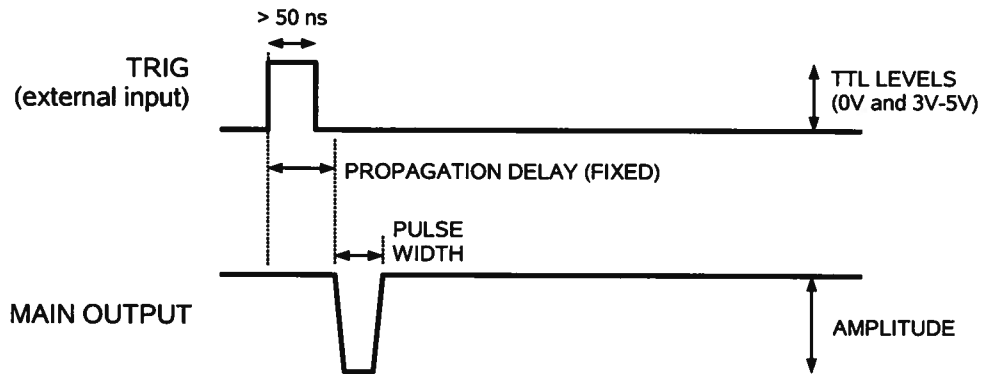 > 50 ns
TRIG
(external input)
TTL LEVELS
(0V and 3V-5V)
PROPAGATION DELAY (FIXED)
PULSE
WIDTH
MAIN OUTPUT
AMPLITUDE